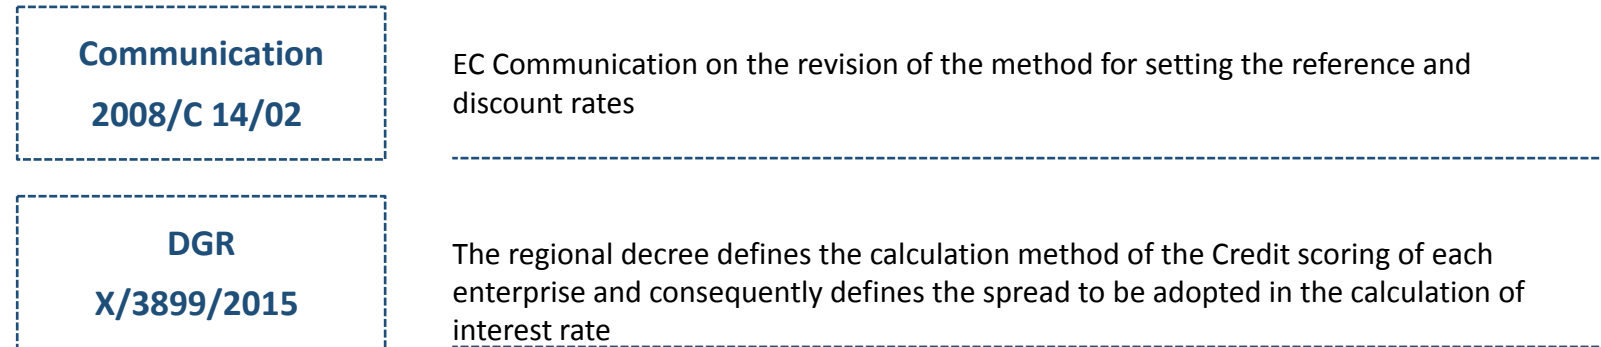 Communication
2008/C 14/02
EC Communication on the revision of the method for setting the reference and
discount rates
DGR
X/3899/2015
The regional decree defines the calculation method of the Credit scoring of each
enterprise and consequently defines the spread to be adopted in the calculation of
interest rate